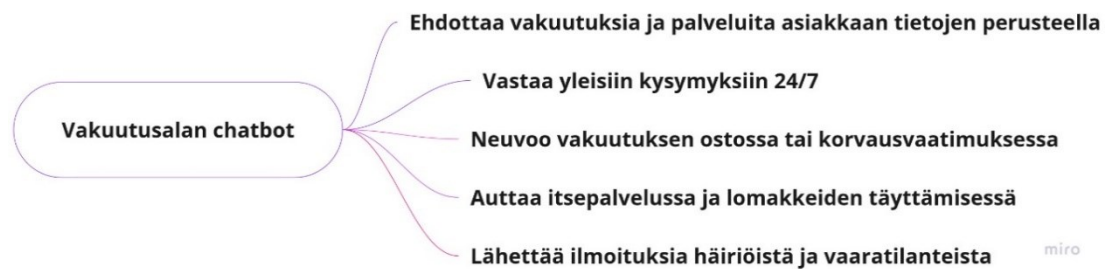 Ehdottaa vakuutuksia ja palveluita asiakkaan tietojen perusteella
Vastaa yleisiin kysymyksiin 24/7
Vakuutusalan chatbot
Neuvoo vakuutuksen ostossa tai korvausvaatimuksessa
Auttaa itsepalvelussa ja lomakkeiden täyttämisessä
Lähettää ilmoituksia häiriöistä ja vaaratilanteista
miro